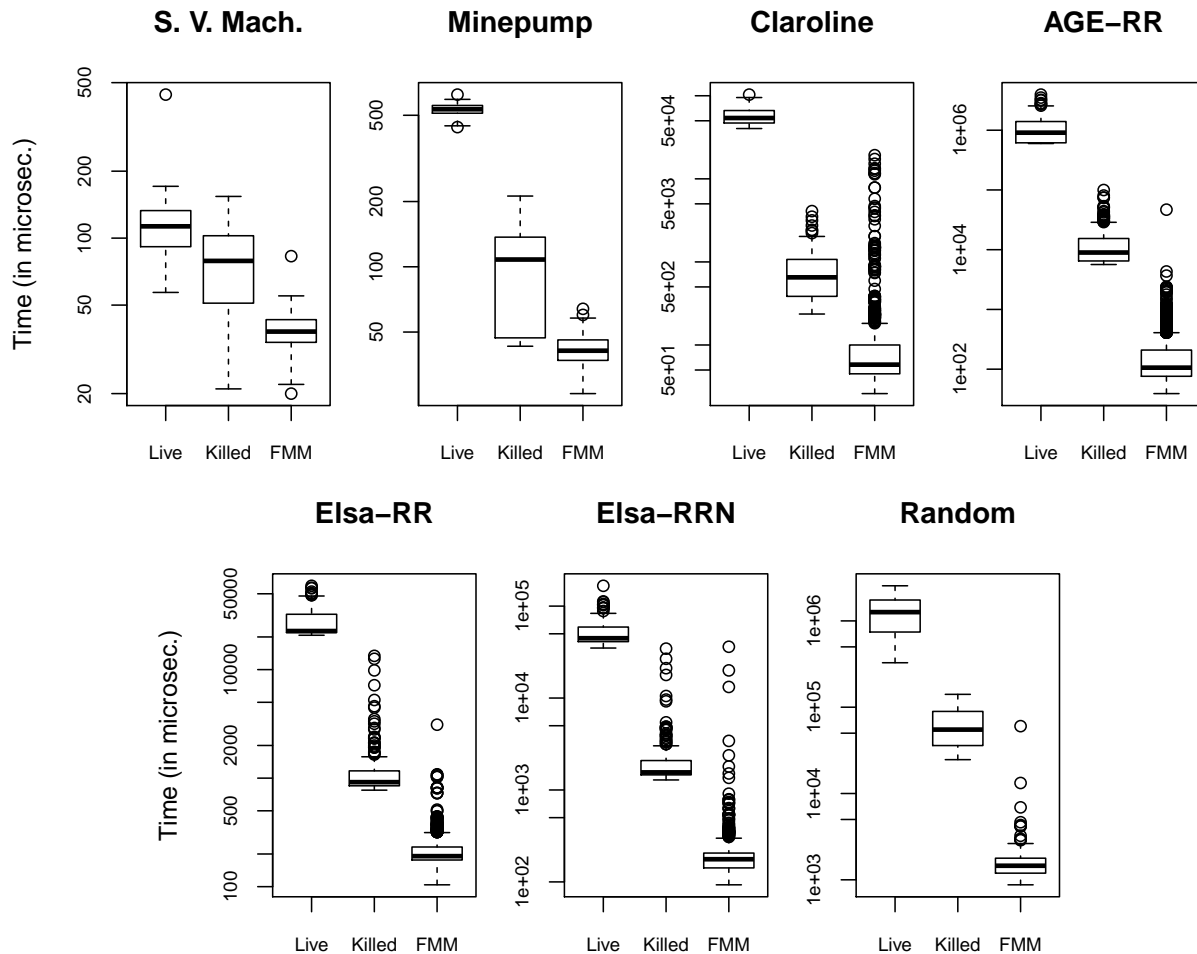 S. V. Mach.
Minepump
Claroline
AGE−RR
Time (in microsec.)
500
200
100
50
20
Live Killed FMM
500
200
100
50
Live Killed FMM
5e+04
5e+03
5e+02
5e+01
Live Killed FMM
1e+06
1e+04
1e+02
Live Killed FMM
Elsa−RR
Elsa−RRN
Random
Time (in microsec.)
50000
10000
2000
500
100
Live Killed FMM
1e+05
1e+04
1e+03
1e+02
Live Killed FMM
1e+06
1e+05
1e+04
1e+03
Live Killed FMM